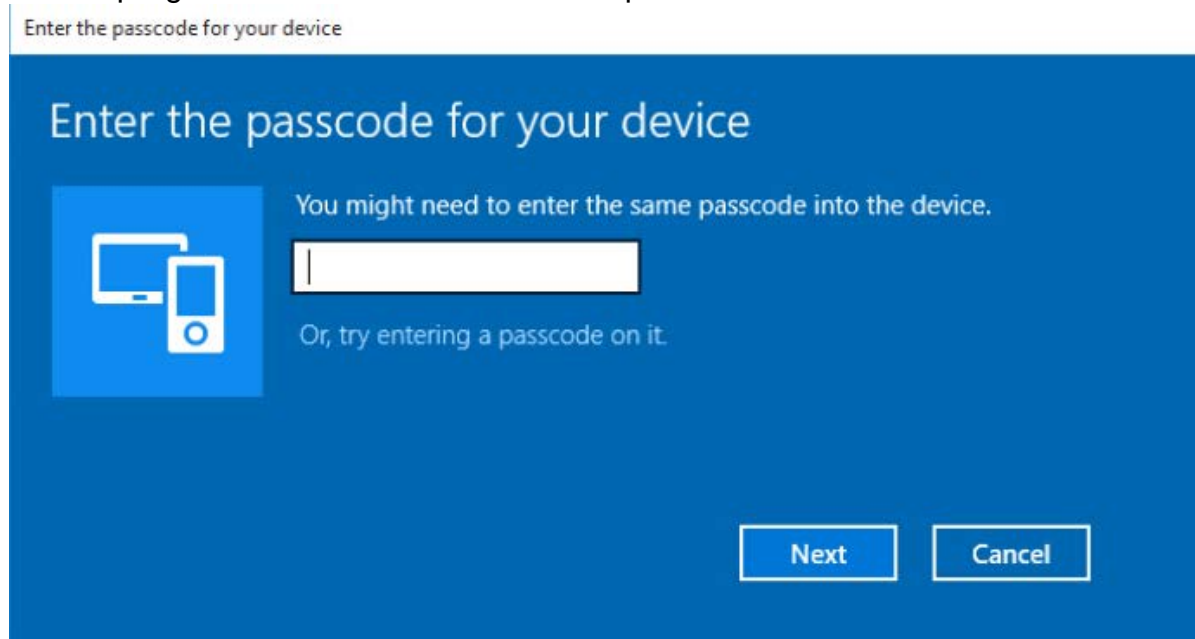 Enter the passcode for your device
Enter the passcode for your device
You might need to enter the same passcode into the device.
Or, try entering a passcode on it.
Next Cancel